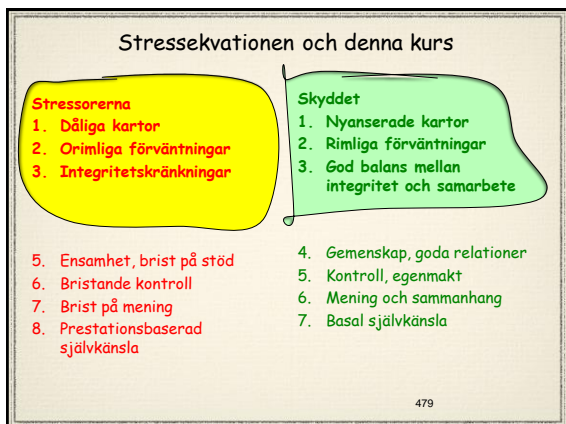 Stressekvationen och denna kurs
Stressorerna
1. Dåliga kartor
2. Orimliga förväntningar
3. Integritetskränkningar
5. Ensamhet, brist på stöd
6. Bristande kontroll
7. Brist på mening
8. Prestationsbaserad
självkänsla
Skyddet
1. Nyanserade kartor
2. Rimliga förväntningar
3. God balans mellan
integritet och samarbete
4. Gemenskap, goda relationer
5. Kontroll, egenmakt
6. Mening och sammanhang
7. Basal självkänsla
479